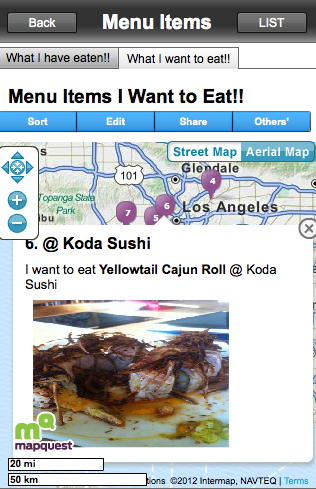 Back
Menu Items
LIST
What I have eaten!!
What I want to eat!!
Menu Items I Want to Eat!!
Sort
Edit
Share
Others'
Street Map
Aerial Map
Glendale
101
4
Topanga State
Park
7
5
Los Angeles
ibu
6. @ Koda Sushi
I want to eat Yellowtail Cajun Roll @ Koda
Sushi
mq
mapquest
20 mi
50 km
tions ©2012 Intermap, NAVTEQ | Terms